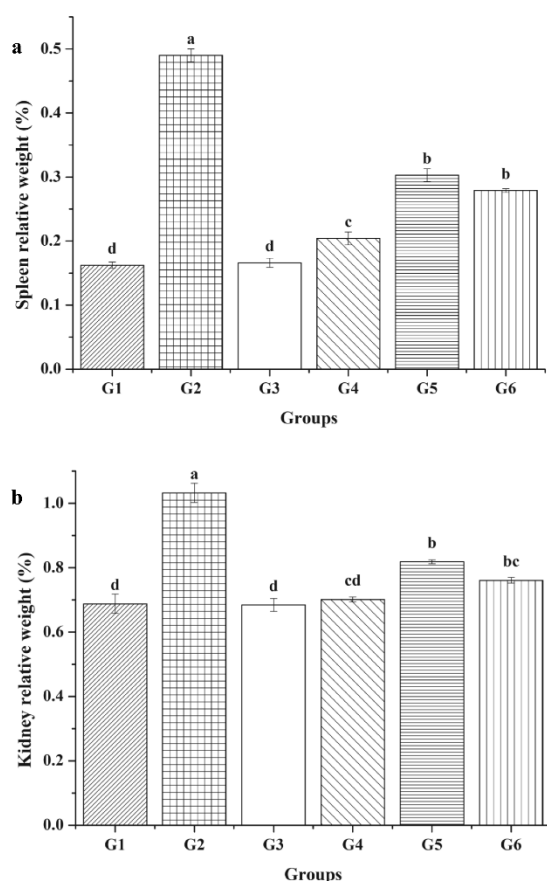 a
Spleen relative weight (%)
0.5
0.4
0.3
0.2
0.1
0.0
d
a
d
c
b
b
G1 G2 G3 G4 G5 G6
Groups
b
Kidney relative weight (%)
1.0
0.8
0.6
0.4
0.2
0.0
d
a
d
cd
b
bc
G1 G2 G3 G4 G5 G6
Groups